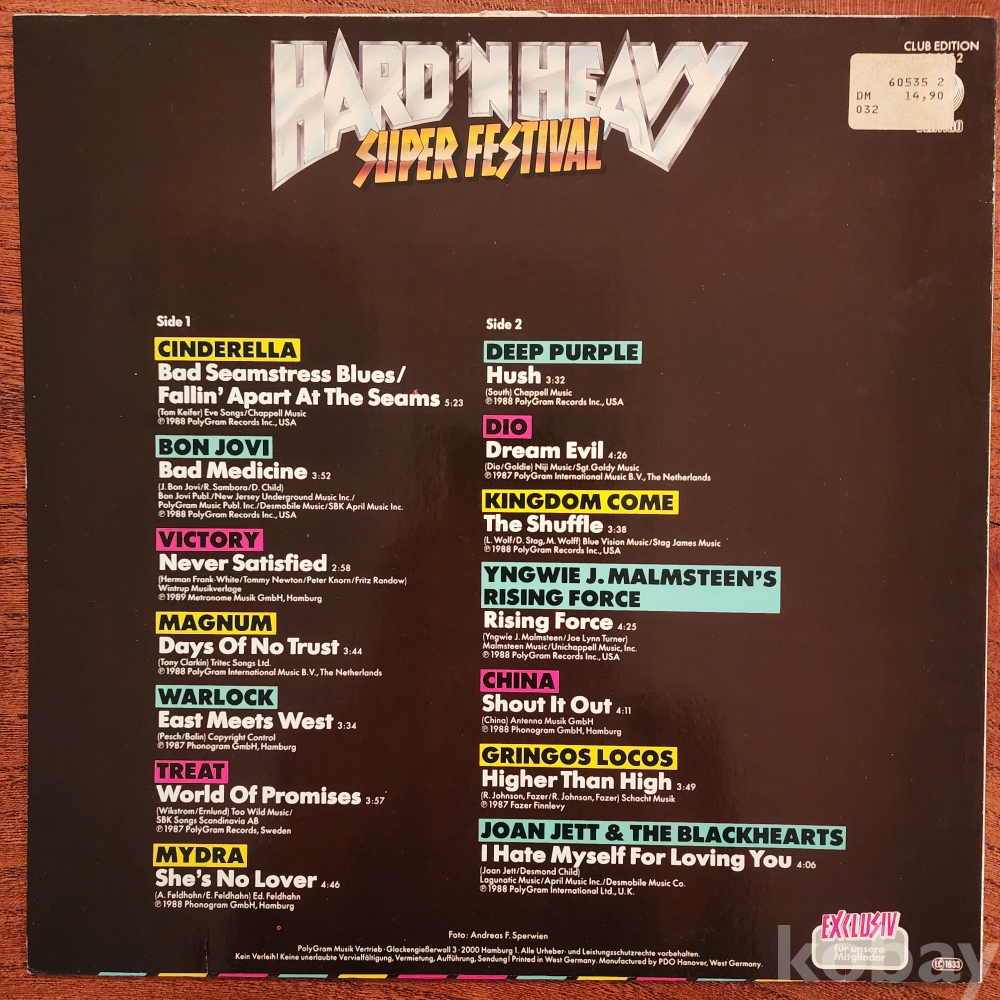 HARD 'N HEAVY
SUPER FESTIVAL
CLUB EDITION
60535 2
DM 14,90
032
Side 1
CINDERELLA
Bad Seamstress Blues/
Fallin' Apart At The Seams 5:23
(Tom Keifer) Eve Songs/Chappell Music
℗ 1988 PolyGram Records Inc., USA
BON JOVI
Bad Medicine 3:52
(J. Bon Jovi/R. Sambora/D. Child)
Bon Jovi Publ./New Jersey Underground Music Inc./
PolyGram Music Publ. Inc./Desmobile Music/SBK April Music Inc.
℗ 1988 PolyGram Records Inc., USA
VICTORY
Never Satisfied 2:58
(Herman Frank-White/Tommy Newton/Peter Knorn/Fritz Randow)
Wintrup Musikverlage
℗ 1989 Metronome Musik GmbH, Hamburg
MAGNUM
Days Of No Trust 3:44
(Tony Clarkin) Tritec Songs Ltd.
℗ 1988 PolyGram International Music B.V., The Netherlands
WARLOCK
East Meets West 3:34
(Pesch/Balin) Copyright Control
℗ 1987 Phonogram GmbH, Hamburg
TREAT
World Of Promises 3:57
(Wikstrom/Ernlund) Too Wild Music/
SBK Songs Scandinavia AB
℗ 1987 PolyGram Records, Sweden
MYDRA
She's No Lover 4:46
(A. Feldhahn/E. Feldhahn) Ed. Feldhahn
℗ 1988 Phonogram GmbH, Hamburg
Side 2
DEEP PURPLE
Hush 3:32
(South) Chappell Music
℗ 1988 PolyGram Records Inc., USA
DIO
Dream Evil 4:26
(Dio/Goldie) Niji Music/Sgt. Goldy Music
℗ 1987 PolyGram International Music B.V., The Netherlands
KINGDOM COME
The Shuffle 3:38
(L. Wolf/D. Stag, M. Wolff) Blue Vision Music/Stag James Music
℗ 1988 PolyGram Records Inc., USA
YNGWIE J. MALMSTEEN'S
RISING FORCE
Rising Force 4:25
(Yngwie J. Malmsteen/Joe Lynn Turner)
Malmsteen Music/Unichappell Music, Inc.
℗ 1988 PolyGram Records Inc., USA
CHINA
Shout It Out 4:11
(China) Antenna Musik GmbH
℗ 1988 Phonogram GmbH, Hamburg
GRINGOS LOCOS
Higher Than High 3:49
(R. Johnson, Fazer/R. Johnson, Fazer) Schacht Musik
℗ 1987 Fazer Finnlevy
JOAN JETT & THE BLACKHEARTS
I Hate Myself For Loving You 4:06
(Joan Jett/Desmond Child)
Lagunatic Music/April Music Inc./Desmobile Music Co.
℗ 1988 PolyGram International Ltd., U.K.
Foto: Andreas F. Sperwien
PolyGram Musik Vertrieb · Glockengießerwall 3 · 2000 Hamburg 1. Alle Urheber- und Leistungsschutzrechte vorbehalten.
Kein Verleih! Keine unerlaubte Vervielfältigung, Vermietung, Aufführung, Sendung! Printed in West Germany. Manufactured by PDO Hanover, West Germany.
EXCLUSIV
für unsere
Mitglieder
LC 1633
kobay